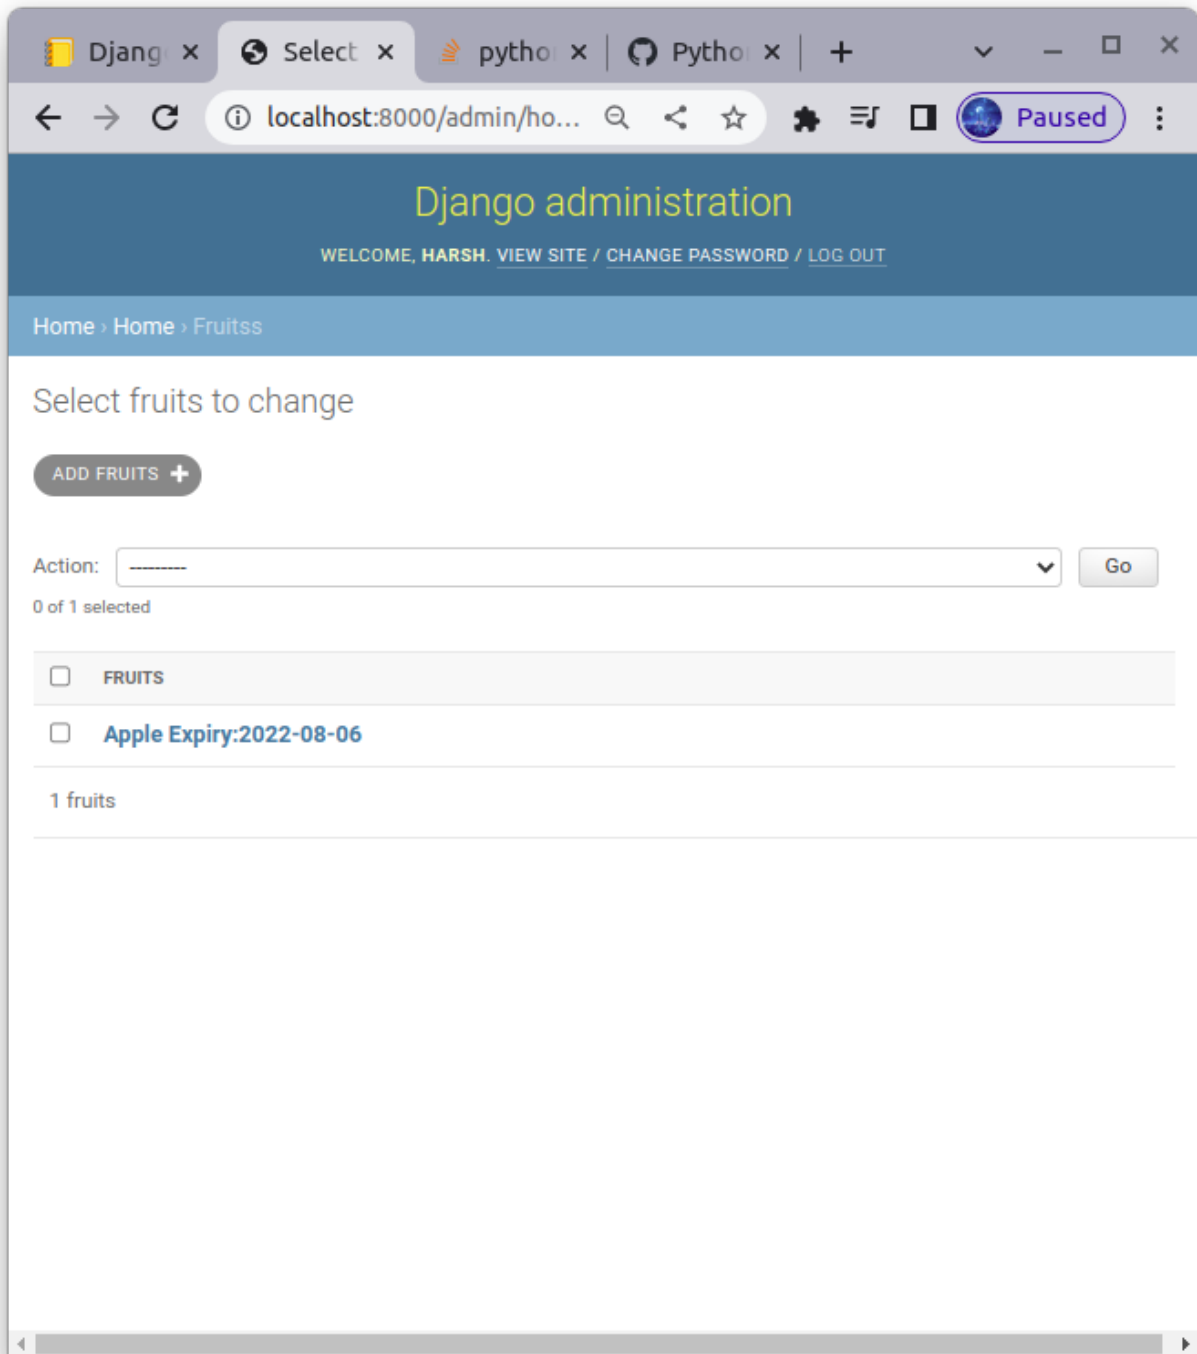 Djang Select pytho Pytho
localhost:8000/admin/ho... Paused
Django administration
WELCOME, HARSH. VIEW SITE / CHANGE PASSWORD / LOG OUT
Home › Home › Fruitss
Select fruits to change
ADD FRUITS +
Action: --------- Go
0 of 1 selected
FRUITS
Apple Expiry:2022-08-06
1 fruits